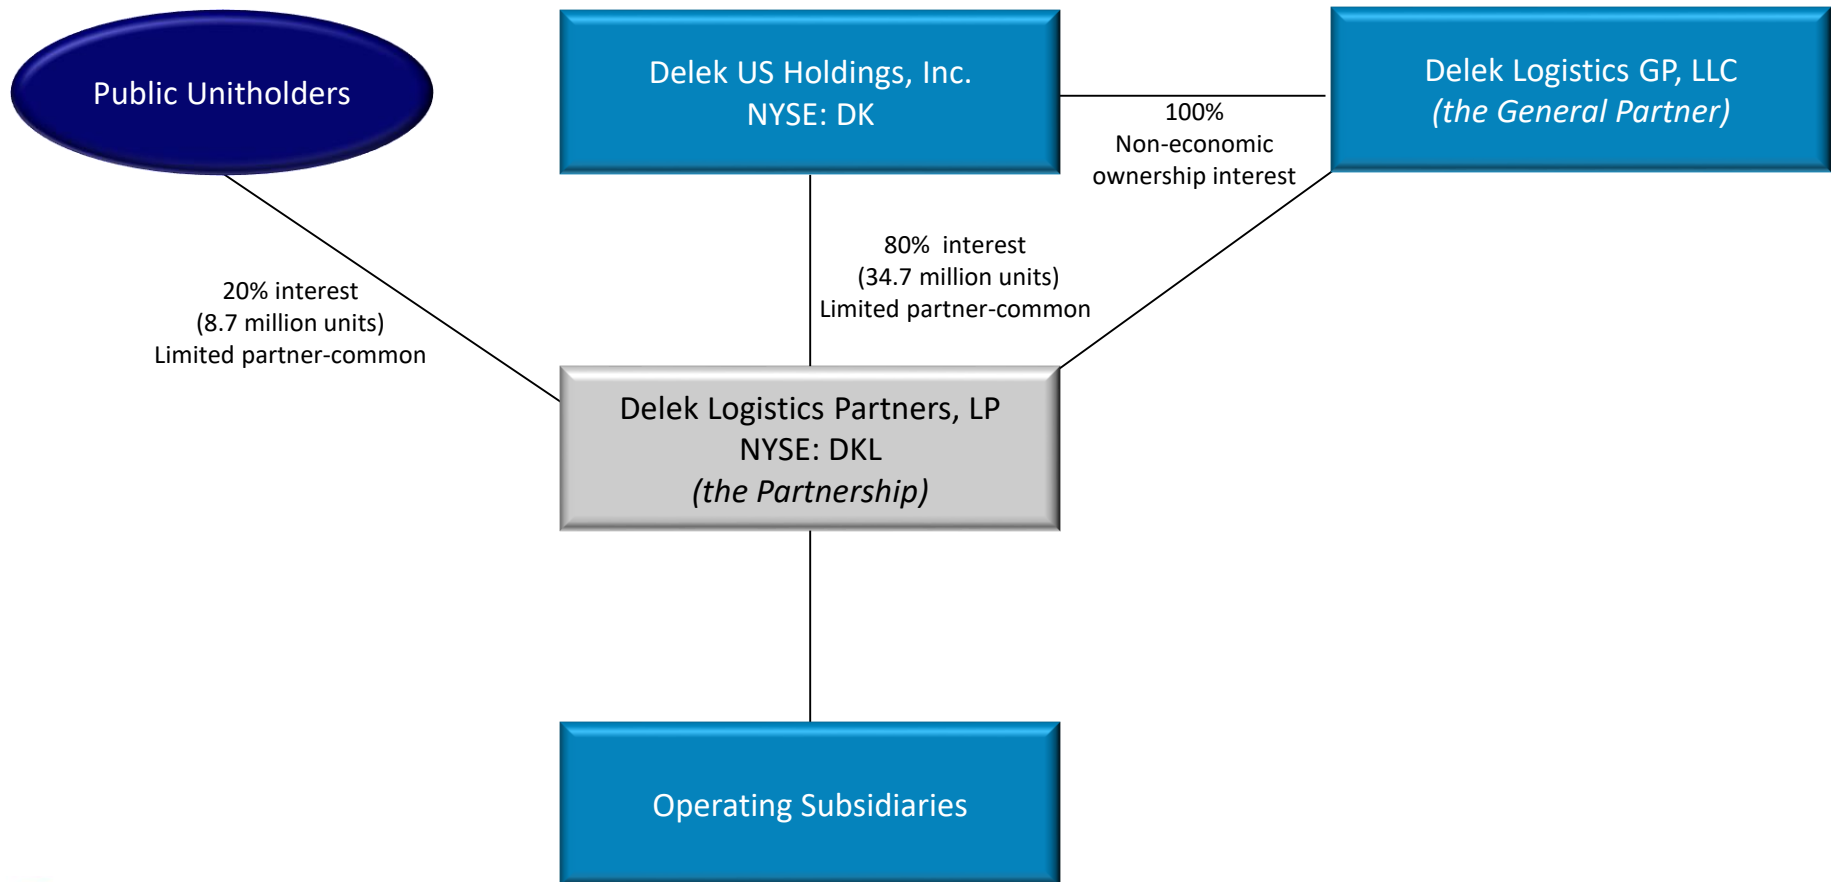 Public Unitholders
Delek US Holdings, Inc.
NYSE: DK
Delek Logistics GP, LLC
(the General Partner)
100%
Non-economic
ownership interest
80%  interest
(34.7 million units)
Limited partner-common
20% interest
(8.7 million units)
Limited partner-common
Delek Logistics Partners, LP
NYSE: DKL
(the Partnership)
Operating Subsidiaries